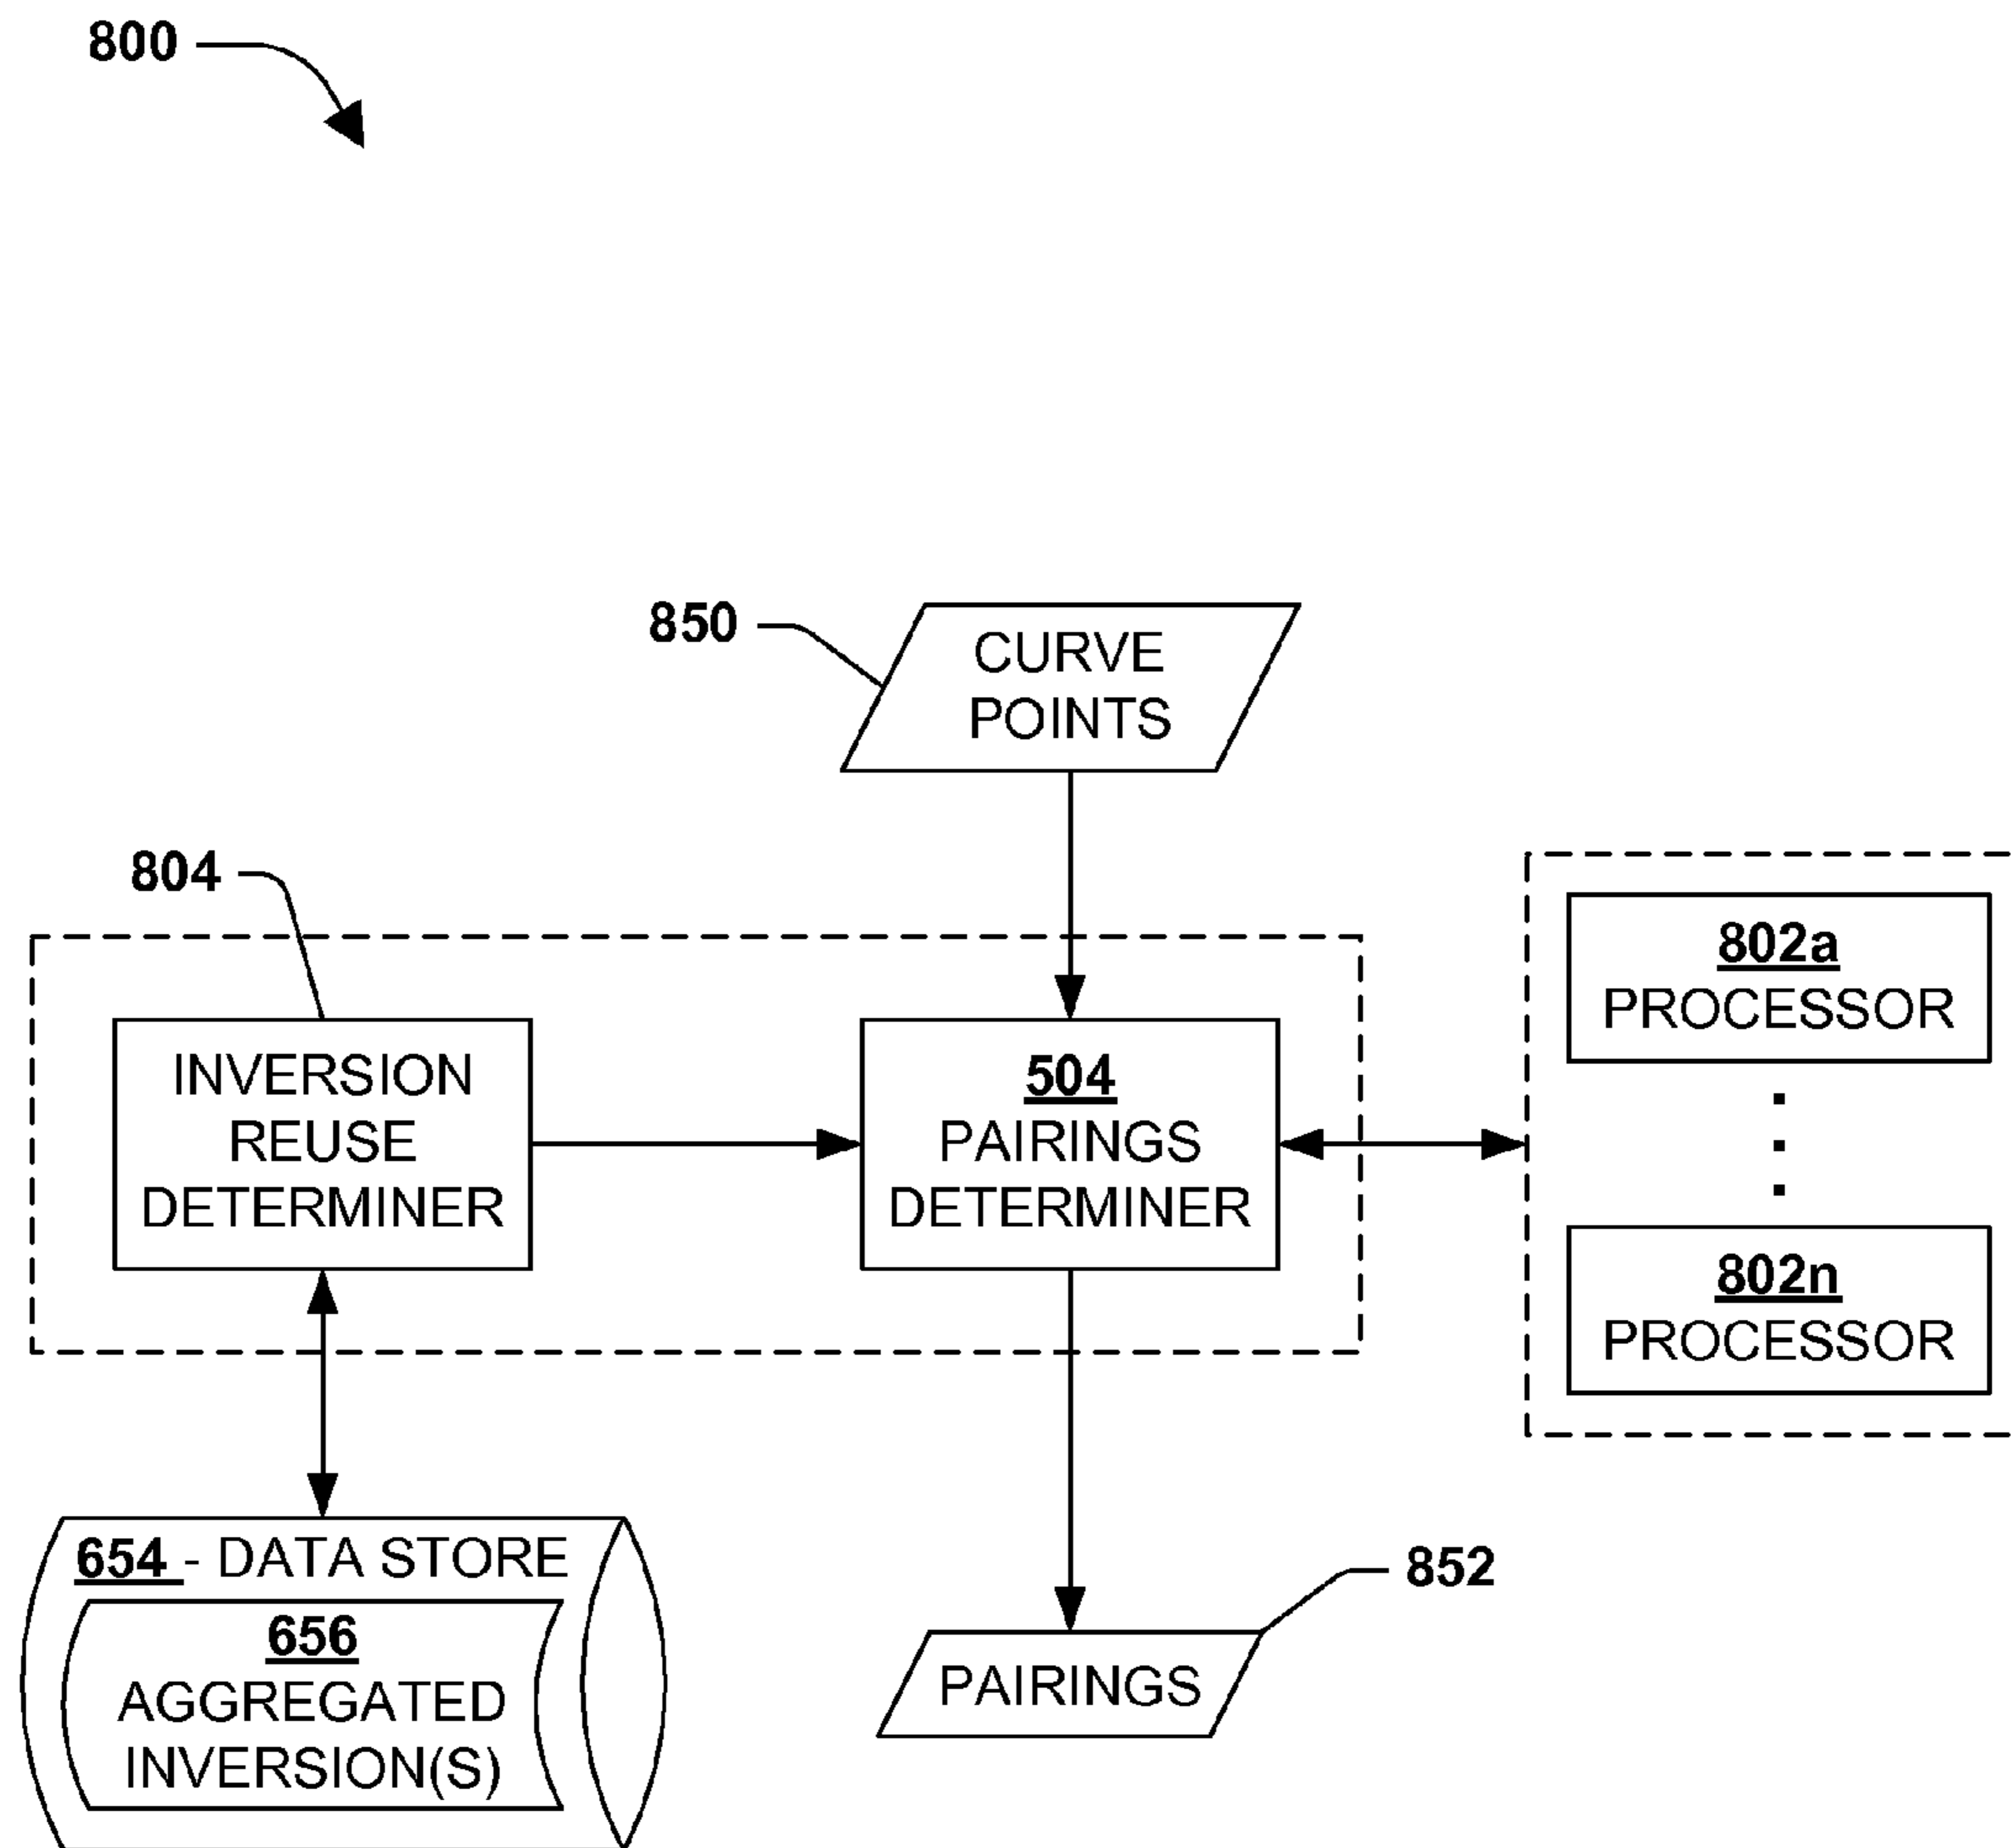 800
850
CURVE
POINTS
804
802a
PROCESSOR
INVERSION
REUSE
DETERMINER
504
PAIRINGS
DETERMINER
802n
PROCESSOR
654 - DATA STORE
656
AGGREGATED
INVERSION(S)
852
PAIRINGS